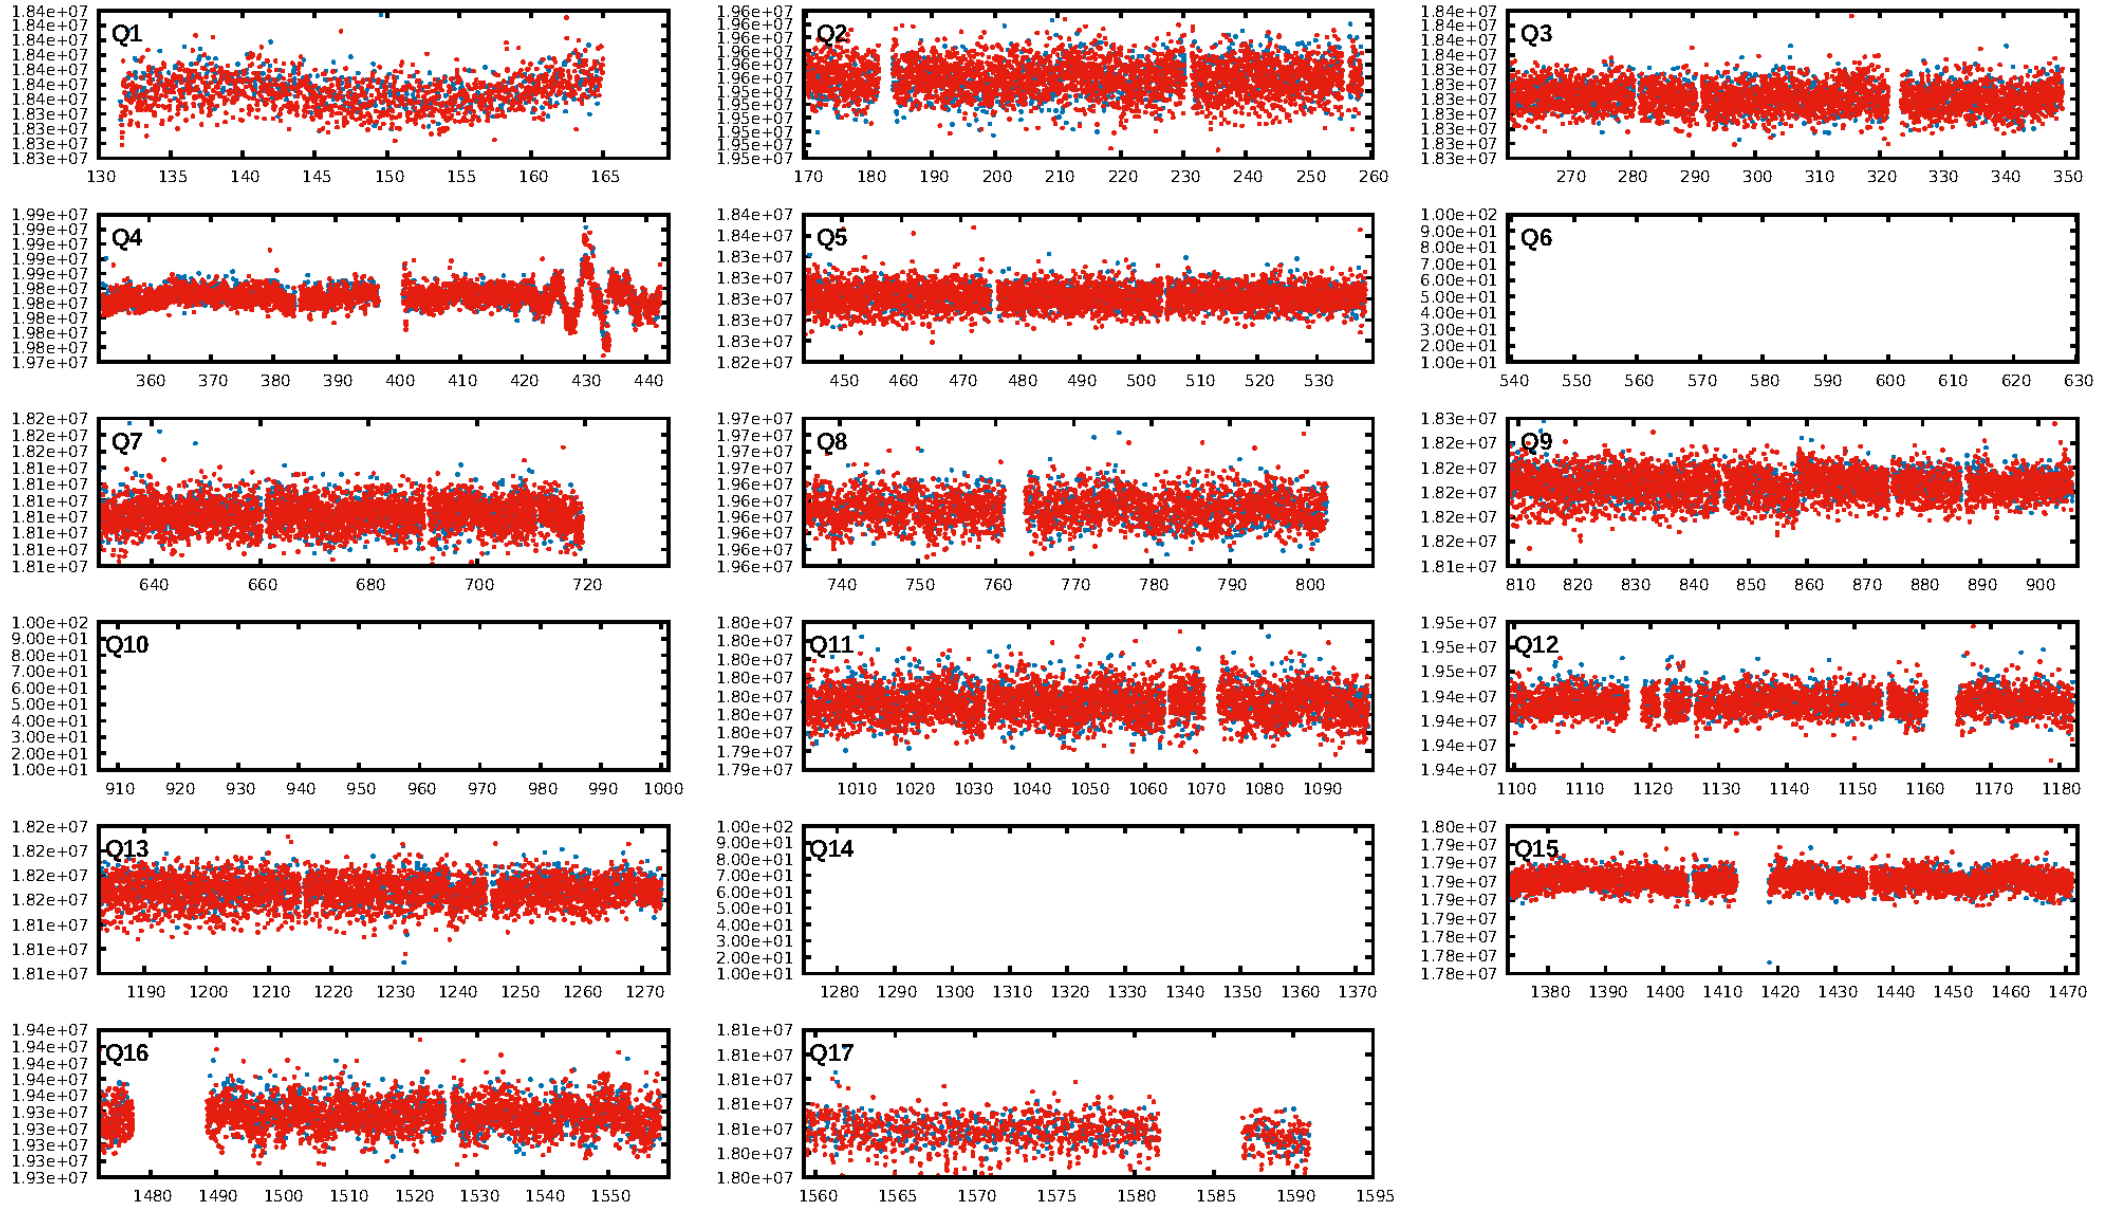 1.84e+07
1.84e+07
1.84e+07
1.84e+07
1.84e+07
1.84e+07
1.84e+07
1.83e+07
1.83e+07
1.83e+07
1.83e+07
Q1
130 135 140 145 150 155 160 165
1.96e+07
1.96e+07
1.96e+07
1.96e+07
1.96e+07
1.96e+07
1.96e+07
1.95e+07
1.95e+07
1.95e+07
1.95e+07
1.95e+07
Q2
170 180 190 200 210 220 230 240 250 260
1.84e+07
1.84e+07
1.84e+07
1.84e+07
1.83e+07
1.83e+07
1.83e+07
1.83e+07
1.83e+07
1.83e+07
1.83e+07
Q3
270 280 290 300 310 320 330 340 350
1.99e+07
1.99e+07
1.99e+07
1.99e+07
1.99e+07
1.98e+07
1.98e+07
1.98e+07
1.98e+07
1.98e+07
1.97e+07
Q4
360 370 380 390 400 410 420 430 440
1.84e+07
1.84e+07
1.83e+07
1.83e+07
1.83e+07
1.83e+07
1.83e+07
1.82e+07
Q5
450 460 470 480 490 500 510 520 530
1.00e+02
9.00e+01
8.00e+01
7.00e+01
6.00e+01
5.00e+01
4.00e+01
3.00e+01
2.00e+01
1.00e+01
Q6
540 550 560 570 580 590 600 610 620 630
1.82e+07
1.82e+07
1.82e+07
1.81e+07
1.81e+07
1.81e+07
1.81e+07
1.81e+07
1.81e+07
1.81e+07
Q7
640 660 680 700 720
1.97e+07
1.97e+07
1.97e+07
1.97e+07
1.96e+07
1.96e+07
1.96e+07
1.96e+07
1.96e+07
1.96e+07
Q8
740 750 760 770 780 790 800
1.83e+07
1.82e+07
1.82e+07
1.82e+07
1.82e+07
1.82e+07
1.81e+07
Q9
810 820 830 840 850 860 870 880 890 900
1.00e+02
9.00e+01
8.00e+01
7.00e+01
6.00e+01
5.00e+01
4.00e+01
3.00e+01
2.00e+01
1.00e+01
Q10
910 920 930 940 950 960 970 980 990 1000
1.80e+07
1.80e+07
1.80e+07
1.80e+07
1.80e+07
1.80e+07
1.80e+07
1.79e+07
1.79e+07
Q11
1010 1020 1030 1040 1050 1060 1070 1080 1090
1.95e+07
1.95e+07
1.95e+07
1.94e+07
1.94e+07
1.94e+07
1.94e+07
Q12
1100 1110 1120 1130 1140 1150 1160 1170 1180
1.82e+07
1.82e+07
1.82e+07
1.82e+07
1.81e+07
1.81e+07
1.81e+07
Q13
1190 1200 1210 1220 1230 1240 1250 1260 1270
1.00e+02
9.00e+01
8.00e+01
7.00e+01
6.00e+01
5.00e+01
4.00e+01
3.00e+01
2.00e+01
1.00e+01
Q14
1280 1290 1300 1310 1320 1330 1340 1350 1360 1370
1.80e+07
1.79e+07
1.79e+07
1.79e+07
1.79e+07
1.79e+07
1.78e+07
1.78e+07
1.78e+07
Q15
1380 1390 1400 1410 1420 1430 1440 1450 1460 1470
1.94e+07
1.94e+07
1.94e+07
1.94e+07
1.94e+07
1.93e+07
1.93e+07
1.93e+07
1.93e+07
1.93e+07
Q16
1480 1490 1500 1510 1520 1530 1540 1550
1.81e+07
1.81e+07
1.81e+07
1.81e+07
1.81e+07
1.80e+07
1.80e+07
Q17
1560 1565 1570 1575 1580 1585 1590 1595